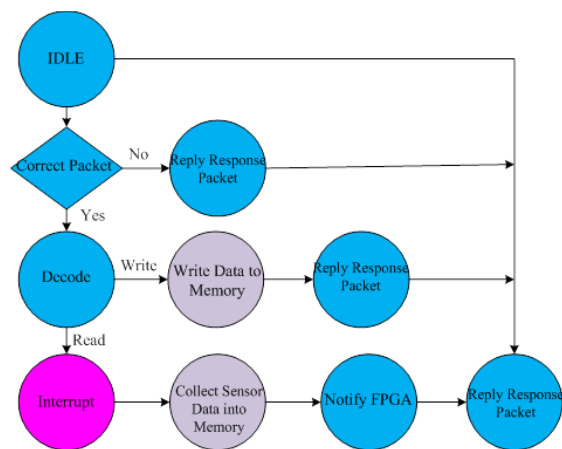 IDLE
Correct Packet
No
Reply Response
Packet
Yes
Decode
Write
Write Data to
Memory
Reply Response
Packet
Read
Interrupt
Collect Sensor
Data into
Memory
Notify FPGA
Reply Response
Packet